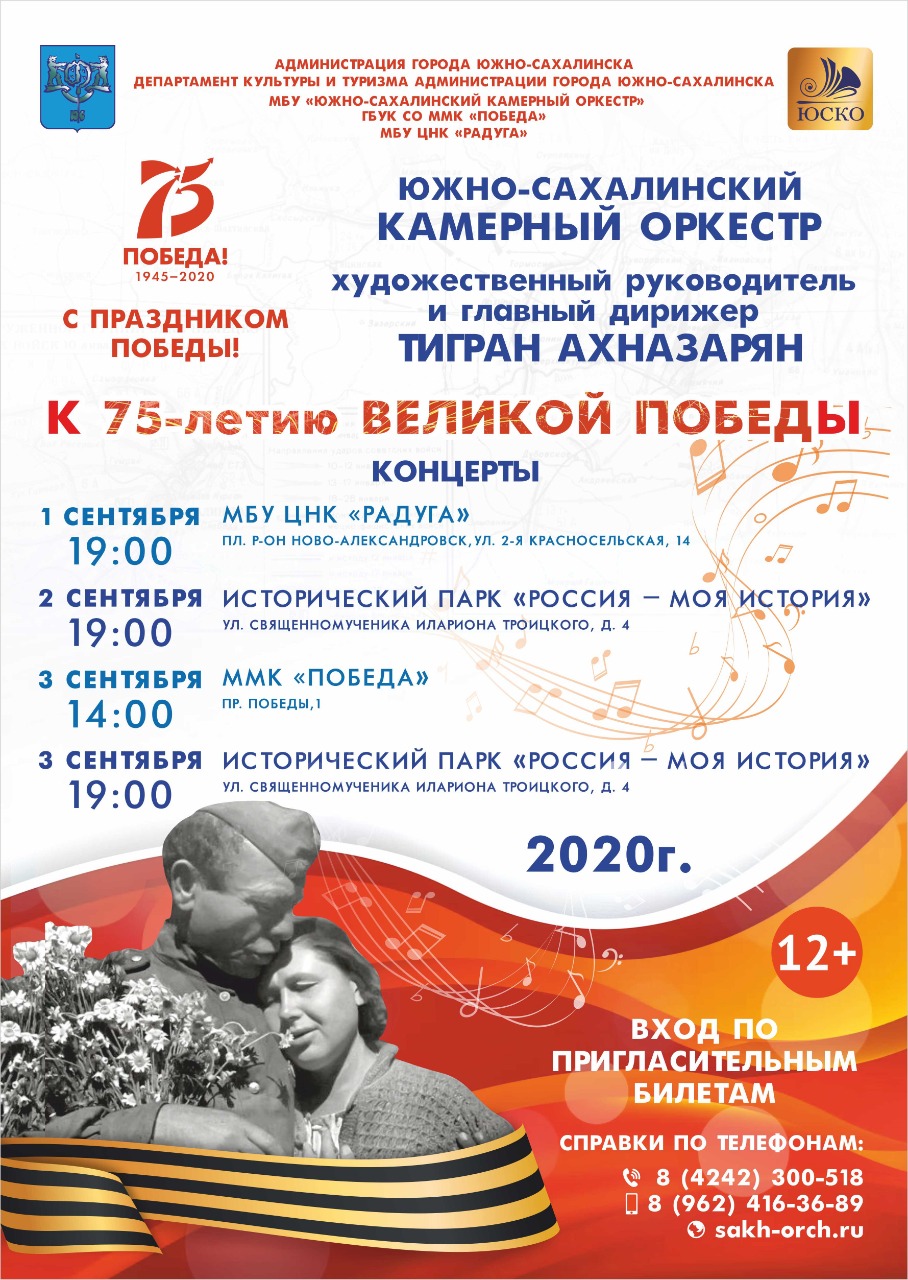 АДМИНИСТРАЦИЯ ГОРОДА ЮЖНО-САХАЛИНСКА
ДЕПАРТАМЕНТ КУЛЬТУРЫ И ТУРИЗМА АДМИНИСТРАЦИИ ГОРОДА ЮЖНО-САХАЛИНСКА
МБУ «ЮЖНО-САХАЛИНСКИЙ КАМЕРНЫЙ ОРКЕСТР»
ГБУК СО ММК «ПОБЕДА»
МБУ ЦНК «РАДУГА»
ЮСКО
75
ПОБЕДА!
1945–2020
С ПРАЗДНИКОМ
ПОБЕДЫ!
ЮЖНО-САХАЛИНСКИЙ
КАМЕРНЫЙ ОРКЕСТР
художественный руководитель
и главный дирижер
ТИГРАН АХНАЗАРЯН
К 75-летию ВЕЛИКОЙ ПОБЕДЫ
КОНЦЕРТЫ
1 СЕНТЯБРЯ
19:00
МБУ ЦНК «РАДУГА»
ПЛ. Р-ОН НОВО-АЛЕКСАНДРОВСК,УЛ. 2-Я КРАСНОСЕЛЬСКАЯ, 14
2 СЕНТЯБРЯ
19:00
ИСТОРИЧЕСКИЙ ПАРК «РОССИЯ – МОЯ ИСТОРИЯ»
УЛ. СВЯЩЕННОМУЧЕНИКА ИЛАРИОНА ТРОИЦКОГО, Д. 4
3 СЕНТЯБРЯ
14:00
ММК «ПОБЕДА»
ПР. ПОБЕДЫ,1
3 СЕНТЯБРЯ
19:00
ИСТОРИЧЕСКИЙ ПАРК «РОССИЯ – МОЯ ИСТОРИЯ»
УЛ. СВЯЩЕННОМУЧЕНИКА ИЛАРИОНА ТРОИЦКОГО, Д. 4
2020г.
12+
ВХОД ПО
ПРИГЛАСИТЕЛЬНЫМ
БИЛЕТАМ
СПРАВКИ ПО ТЕЛЕФОНАМ:
8 (4242) 300-518
8 (962) 416-36-89
sakh-orch.ru